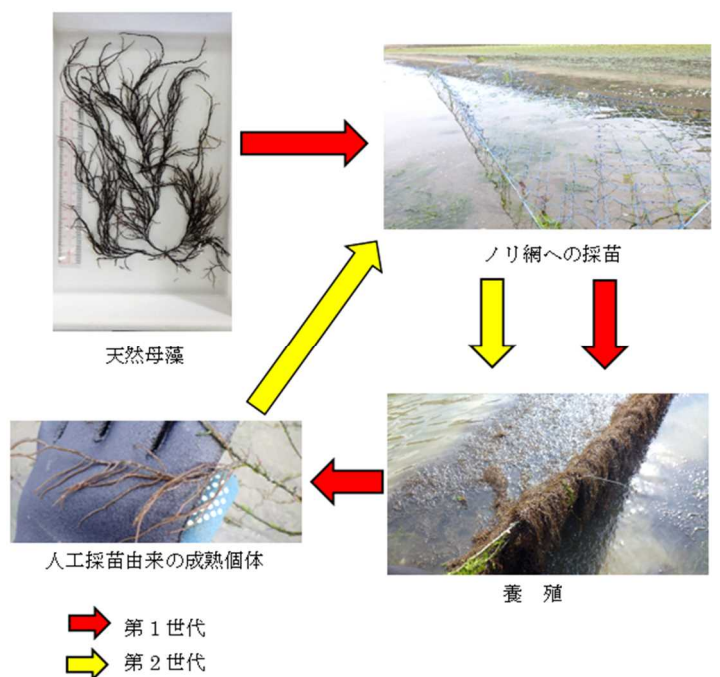 ノリ網への採苗
天然母藻
人工採苗由来の成熟個体
養　殖
第１世代
第２世代